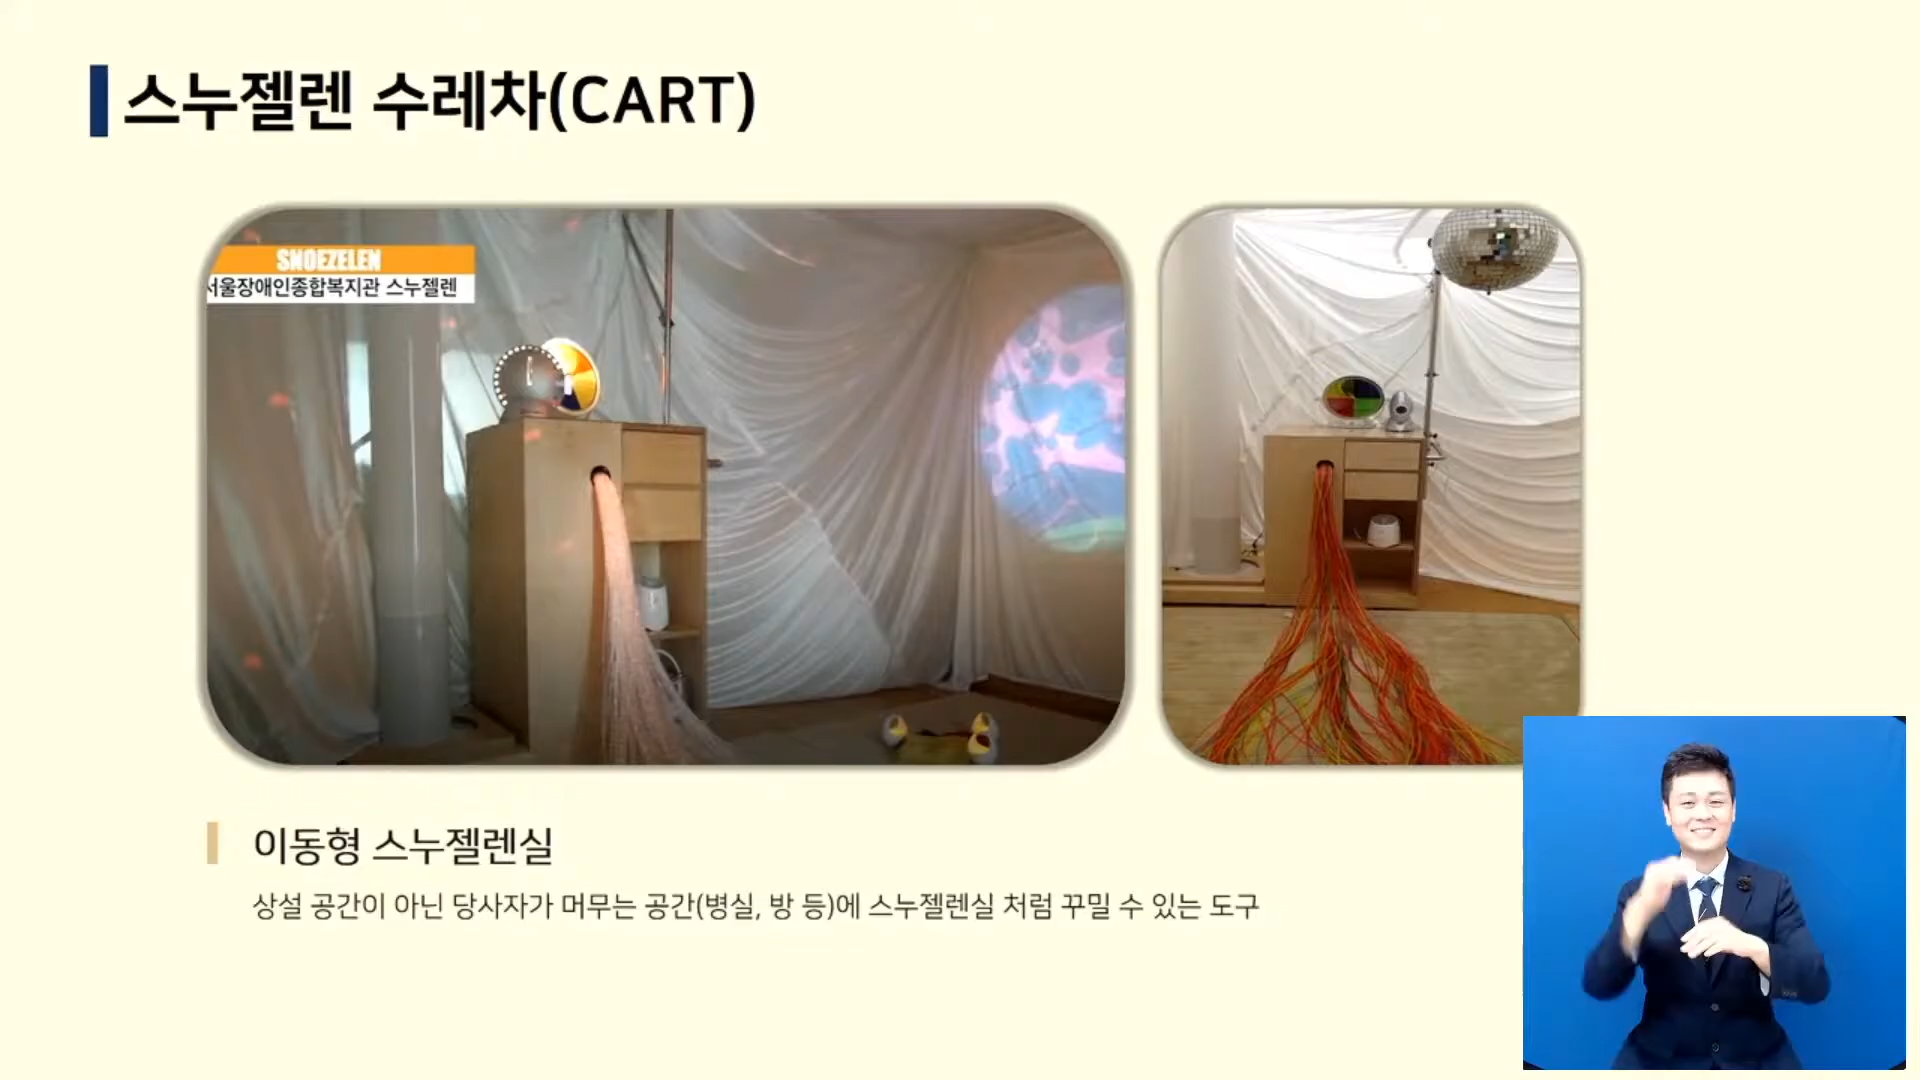 스누젤렌 수레차(CART)
SNOEZELEN
서울장애인종합복지관 스누젤렌
이동형 스누젤렌실
상설 공간이 아닌 당사자가 머무는 공간(병실, 방 등)에 스누젤렌실 처럼 꾸밀 수 있는 도구